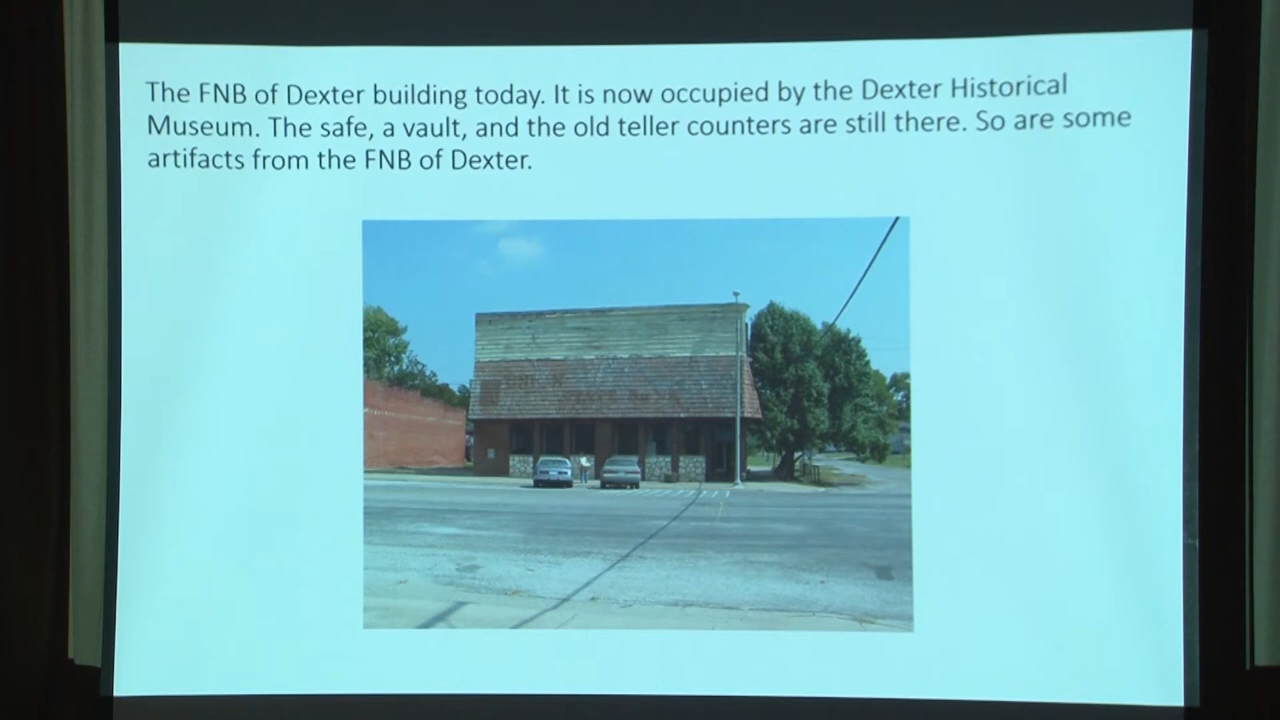 The FNB of Dexter building today. It is now occupied by the Dexter Historical
Museum. The safe, a vault, and the old teller counters are still there. So are some
artifacts from the FNB of Dexter.